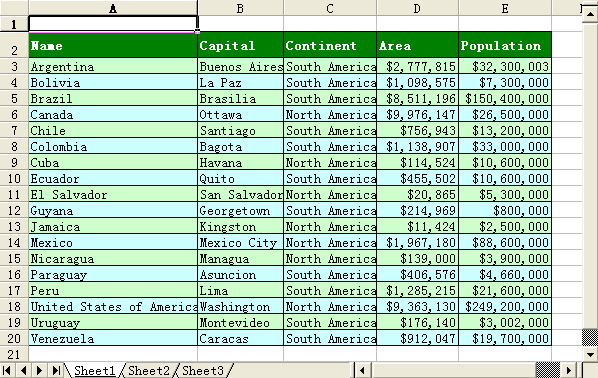 A B C D E
1
2 Name Capital Continent Area Population
3 Argentina Buenos Aires South America $2,777,815 $32,300,003
4 Bolivia La Paz South America $1,098,575 $7,300,000
5 Brazil Brasilia South America $8,511,196 $150,400,000
6 Canada Ottawa North America $9,976,147 $26,500,000
7 Chile Santiago South America $756,943 $13,200,000
8 Colombia Bagota South America $1,138,907 $33,000,000
9 Cuba Havana North America $114,524 $10,600,000
10 Ecuador Quito South America $455,502 $10,600,000
11 El Salvador San Salvador North America $20,865 $5,300,000
12 Guyana Georgetown South America $214,969 $800,000
13 Jamaica Kingston North America $11,424 $2,500,000
14 Mexico Mexico City North America $1,967,180 $88,600,000
15 Nicaragua Managua North America $139,000 $3,900,000
16 Paraguay Asuncion South America $406,576 $4,660,000
17 Peru Lima South America $1,285,215 $21,600,000
18 United States of America Washington North America $9,363,130 $249,200,000
19 Uruguay Montevideo South America $176,140 $3,002,000
20 Venezuela Caracas South America $912,047 $19,700,000
21
Sheet1 Sheet2 Sheet3